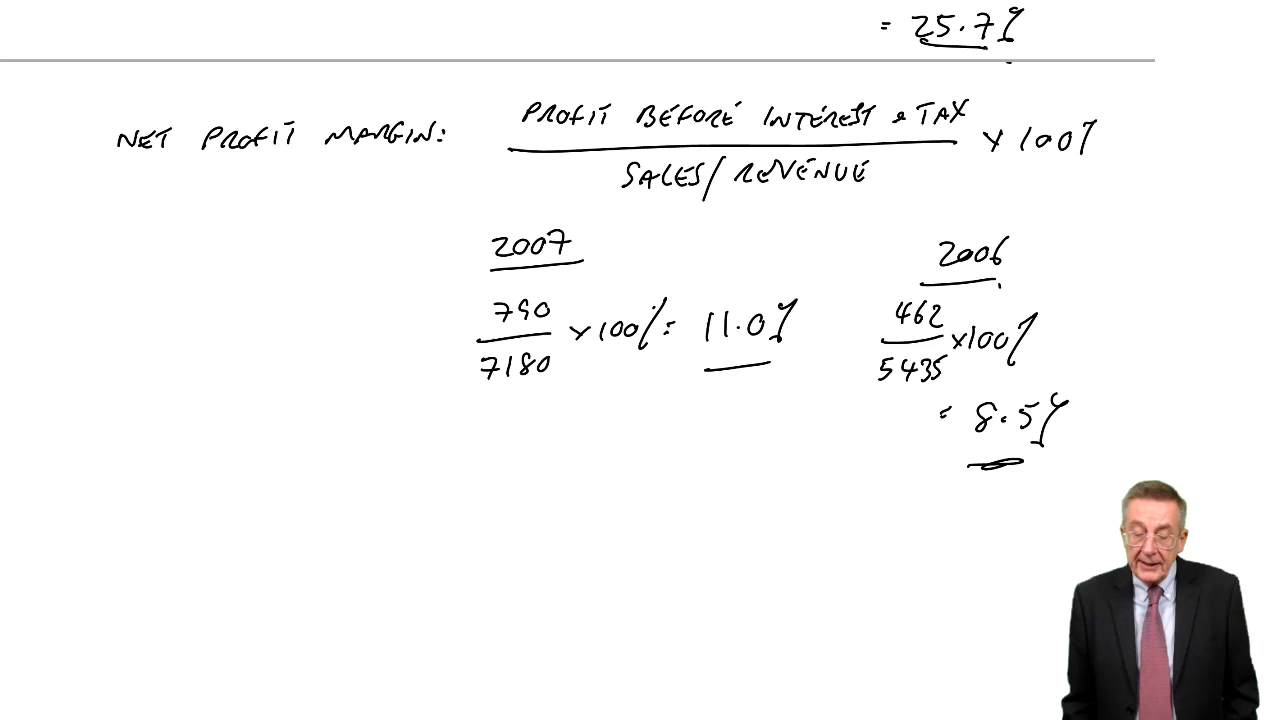 = 25.7%
NET PROFIT MARGIN: PROFIT BEFORE INTEREST & TAX × 100%
SALES/REVENUE
2007 2006
790 × 100% = 11.0% 462 × 100%
7180 5435
= 8.5%